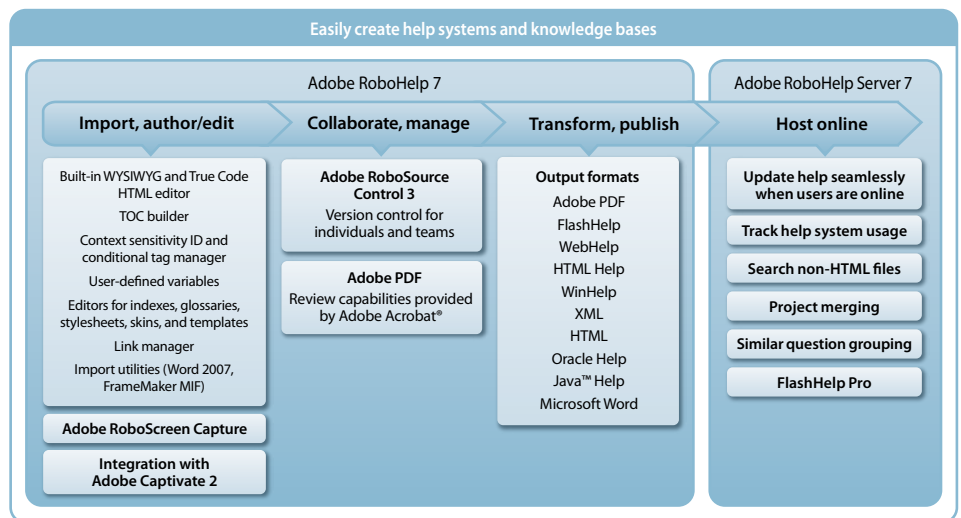 Easily create help systems and knowledge bases
Adobe RoboHelp 7
Adobe RoboHelp Server 7
Import, author/edit
Collaborate, manage
Transform, publish
Host online
Built-in WYSIWYG and True Code
HTML editor
TOC builder
Context sensitivity ID and
conditional tag manager
User-defined variables
Editors for indexes, glossaries,
stylesheets, skins, and templates
Link manager
Import utilities (Word 2007,
FrameMaker MIF)
Adobe RoboScreen Capture
Integration with
Adobe Captivate 2
Adobe RoboSource
Control 3
Version control for
individuals and teams
Adobe PDF
Review capabilities provided
by Adobe Acrobat®
Output formats
Adobe PDF
FlashHelp
WebHelp
HTML Help
WinHelp
XML
HTML
Oracle Help
Java™ Help
Microsoft Word
Update help seamlessly
when users are online
Track help system usage
Search non-HTML files
Project merging
Similar question grouping
FlashHelp Pro